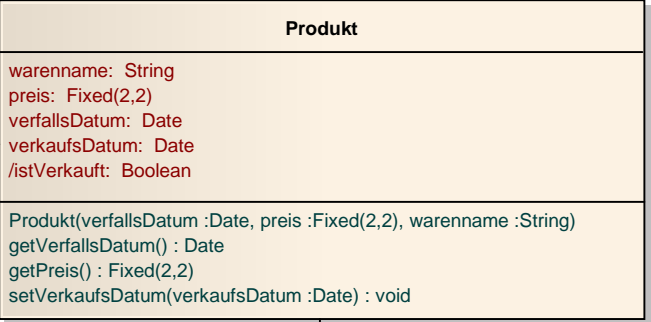 Produkt
warenname: String
preis: Fixed(2,2)
verfallsDatum: Date
verkaufsDatum: Date
/istVerkauft: Boolean
Produkt(verfallsDatum :Date, preis :Fixed(2,2), warenname :String)
getVerfallsDatum() : Date
getPreis() : Fixed(2,2)
setVerkaufsDatum(verkaufsDatum :Date) : void